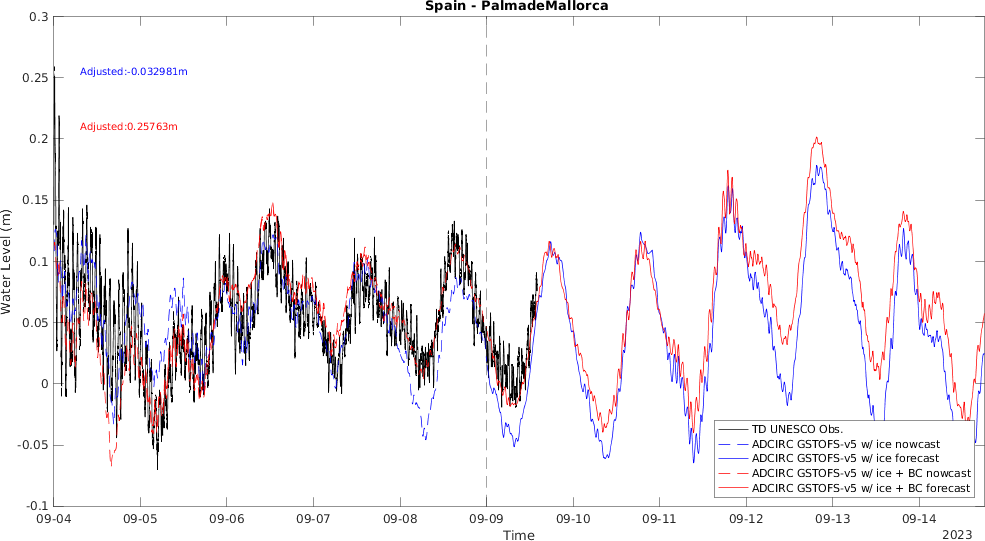 Spain - PalmadeMallorca
0.3
0.25
0.2
0.15
0.1
0.05
0
-0.05
-0.1
Water Level (m)
Adjusted:-0.032981m
Adjusted:0.25763m
TD UNESCO Obs.
ADCIRC GSTOFS-v5 w/ ice nowcast
ADCIRC GSTOFS-v5 w/ ice forecast
ADCIRC GSTOFS-v5 w/ ice + BC nowcast
ADCIRC GSTOFS-v5 w/ ice + BC forecast
09-04 09-05 09-06 09-07 09-08 09-09 09-10 09-11 09-12 09-13 09-14
Time
2023